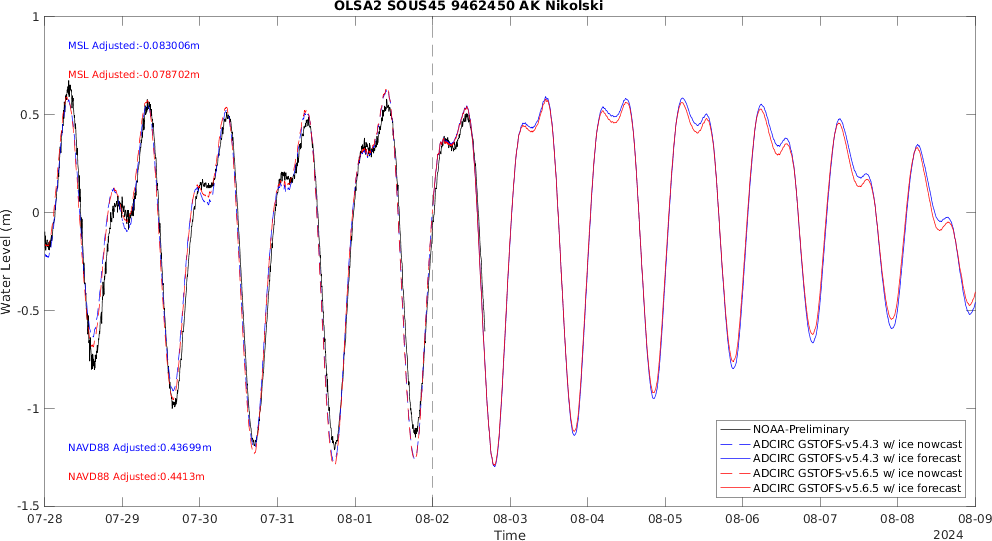 OLSA2 SOUS45 9462450 AK Nikolski
MSL Adjusted:-0.083006m
MSL Adjusted:-0.078702m
NAVD88 Adjusted:0.43699m
NAVD88 Adjusted:0.4413m
Water Level (m)
1
0.5
0
-0.5
-1
-1.5
NOAA-Preliminary
ADCIRC GSTOFS-v5.4.3 w/ ice nowcast
ADCIRC GSTOFS-v5.4.3 w/ ice forecast
ADCIRC GSTOFS-v5.6.5 w/ ice nowcast
ADCIRC GSTOFS-v5.6.5 w/ ice forecast
07-28 07-29 07-30 07-31 08-01 08-02 08-03 08-04 08-05 08-06 08-07 08-08 08-09
Time
2024